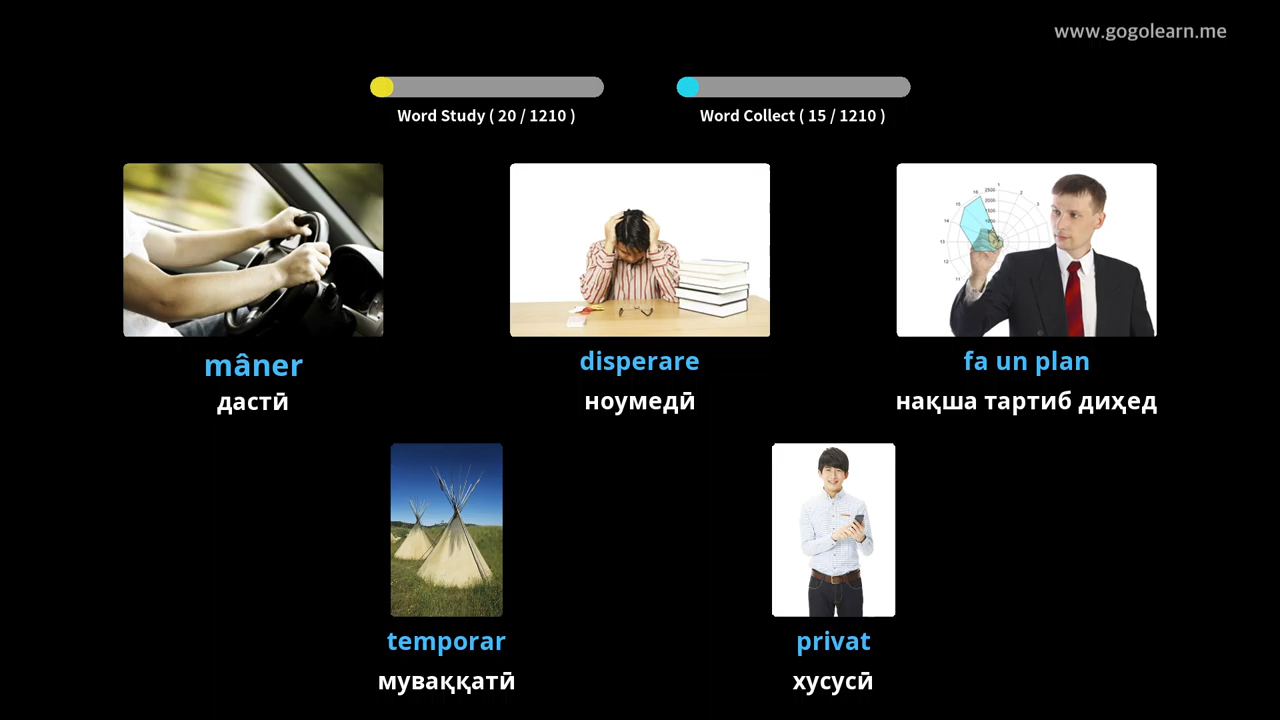 www.gogolearn.me
Word Study ( 20 / 1210 )
Word Collect ( 15 / 1210 )
mâner
дастӣ
disperare
ноумедӣ
fa un plan
нақша тартиб диҳед
temporar
муваққатӣ
privat
хусусӣ